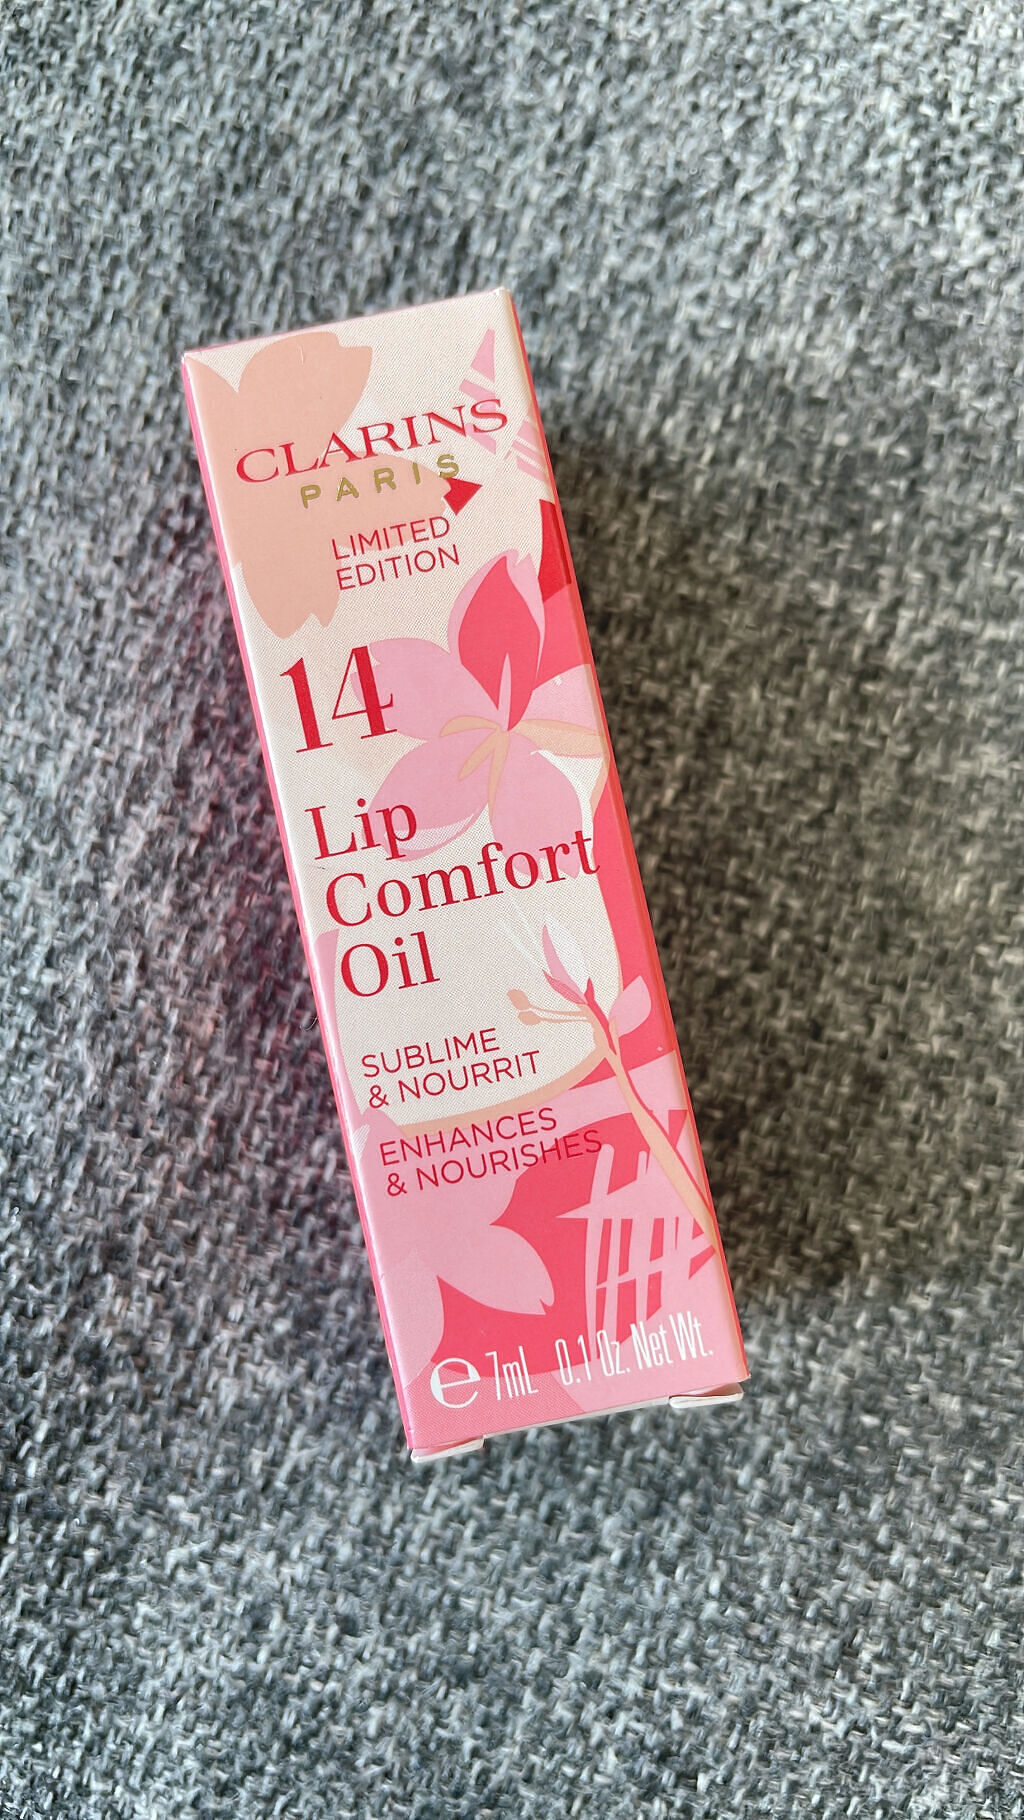 CLARINS
PARIS
LIMITED
EDITION
14
Lip
Comfort
Oil
SUBLIME
& NOURRIT
ENHANCES
& NOURISHES
℮ 7mL 0.1 Oz. Net Wt.